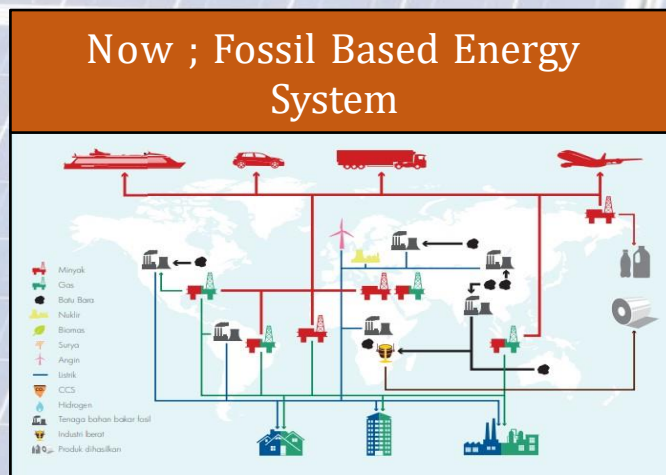 Now ; Fossil Based Energy
System
Minyak
Gas
Batu Bara
Nuklir
Biomas
Surya
Angin
Listrik
CCS
Hidrogen
Tenaga bahan bakar fosil
Industri berat
Produk dihasilkan